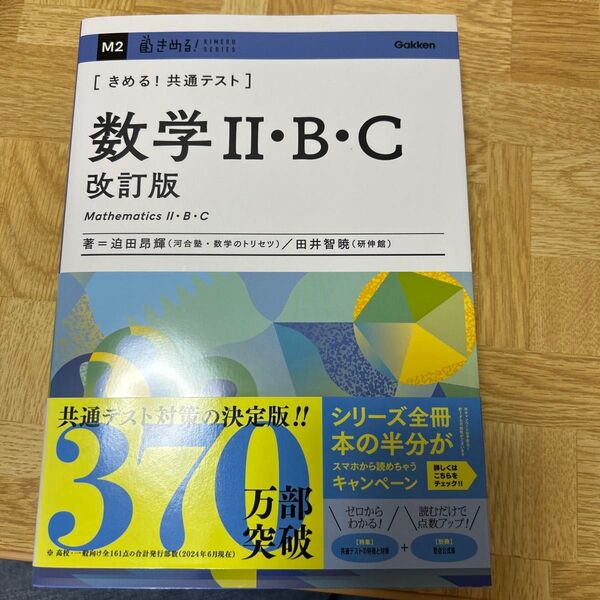 M2 きめる! KIMERU SERIES Gakken
[きめる! 共通テスト]
数学II・B・C
改訂版
Mathematics II・B・C
著=迫田昂輝(河合塾・数学のトリセツ)/田井智暁(研伸館)
共通テスト対策の決定版!!
370
万部
突破
※ 高校・一般向け全161点の合計発行部数(2024年6月現在)
シリーズ全冊
本の半分が
スマホから読めちゃう
キャンペーン
詳しくは
こちらを
チェック!!
ゼロから
わかる!
[特集]
共通テストの特徴と対策
+
読むだけで
点数アップ!
[別冊]
要点公式集